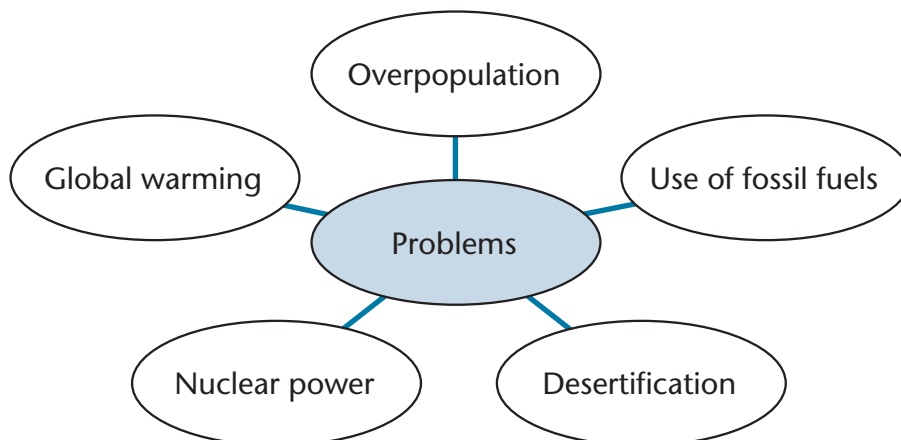 Overpopulation
Global warming
Use of fossil fuels
Problems
Nuclear power
Desertification